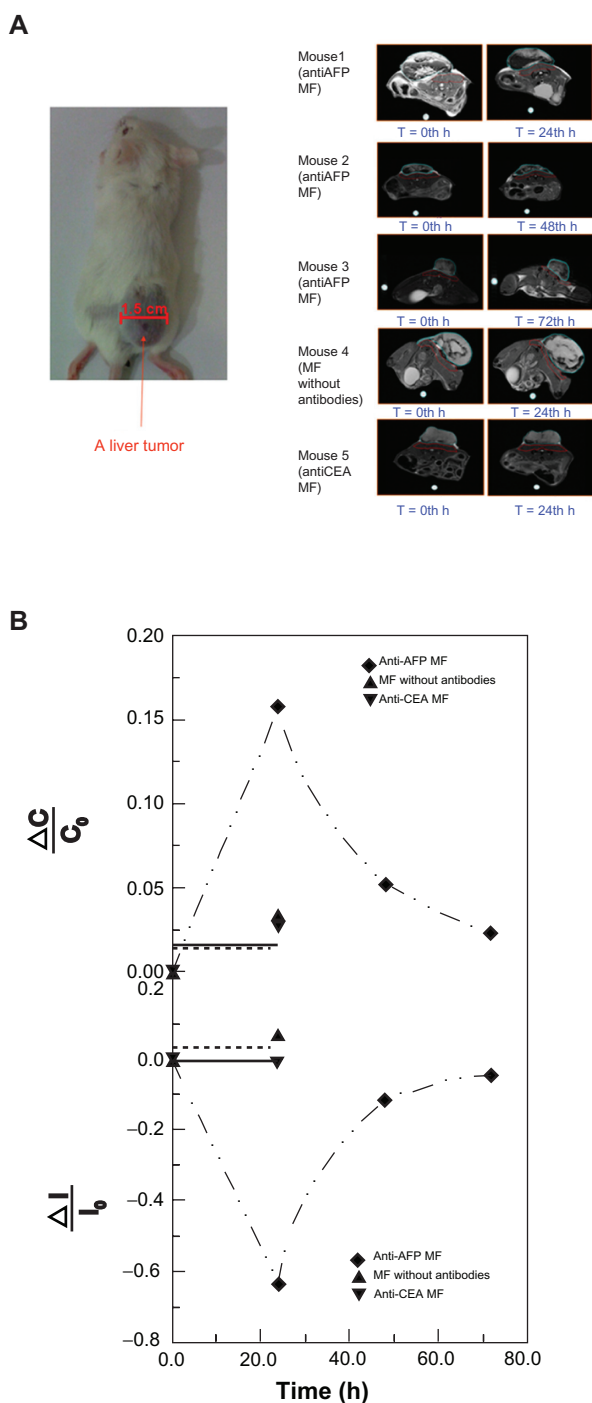 A
1.5 cm
A liver tumor
Mouse1
(antiAFP
MF)
T = 0th h
T = 24th h
Mouse 2
(antiAFP
MF)
T = 0th h
T = 48th h
Mouse 3
(antiAFP
MF)
T = 0th h
T = 72th h
Mouse 4
(MF
without
antibodies)
T = 0th h
T = 24th h
Mouse 5
(antiCEA
MF)
T = 0th h
T = 24th h
B
0.20
0.15
0.10
0.05
0.00
ΔC
C0
Anti-AFP MF
MF without antibodies
Anti-CEA MF
0.2
0.0
−0.2
−0.4
−0.6
−0.8
ΔI
I0
Anti-AFP MF
MF without antibodies
Anti-CEA MF
0.0
20.0
40.0
60.0
80.0
Time (h)